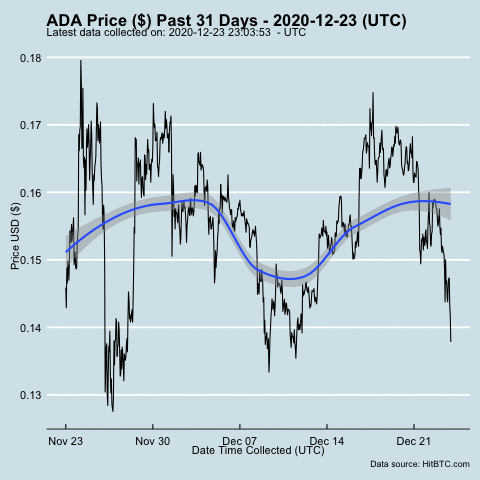 ADA Price ($) Past 31 Days - 2020-12-23 (UTC)
Latest data collected on: 2020-12-23 23:03:53 - UTC
0.18
0.17
0.16
0.15
0.14
0.13
Price USD ($)
Nov 23 Nov 30 Dec 07 Dec 14 Dec 21
Date Time Collected (UTC)
Data source: HitBTC.com